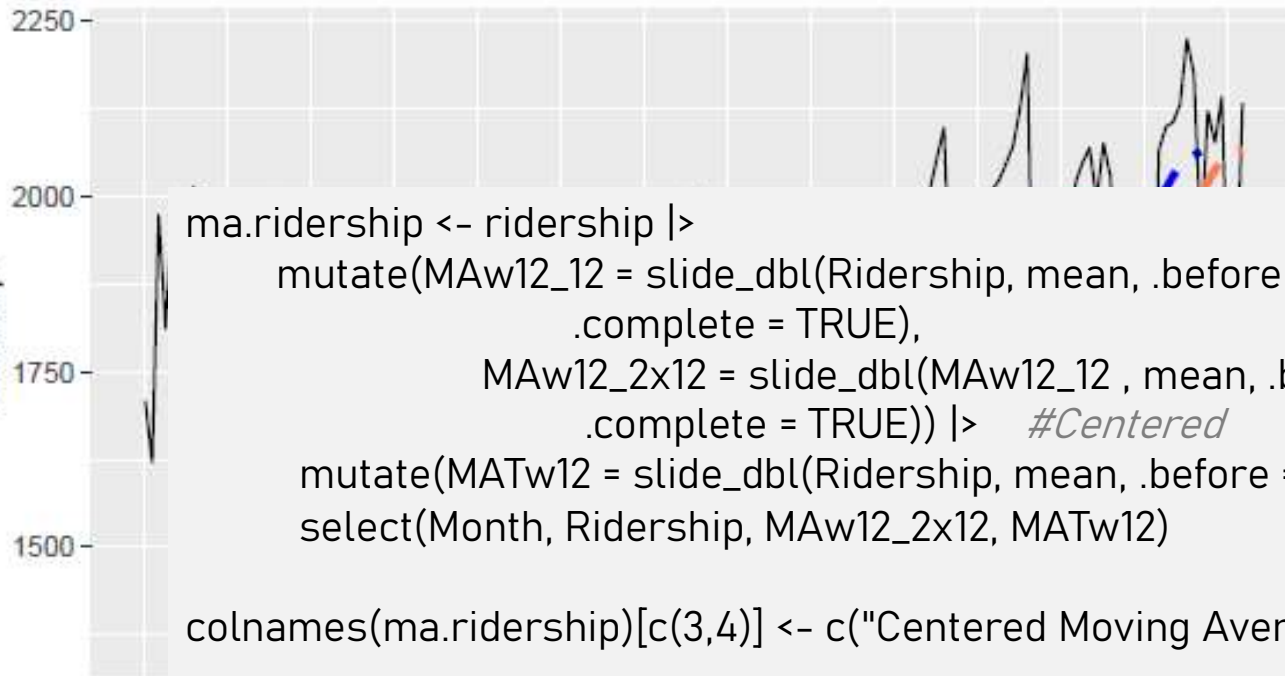 2250
2000
1750
1500
ma.ridership <- ridership |>
mutate(MAw12_12 = slide_dbl(Ridership, mean, .before
.complete = TRUE),
MAw12_2x12 = slide_dbl(MAw12_12 , mean, .b
.complete = TRUE)) |> #Centered
mutate(MATw12 = slide_dbl(Ridership, mean, .before =
select(Month, Ridership, MAw12_2x12, MATw12)
colnames(ma.ridership)[c(3,4)] <- c("Centered Moving Aver